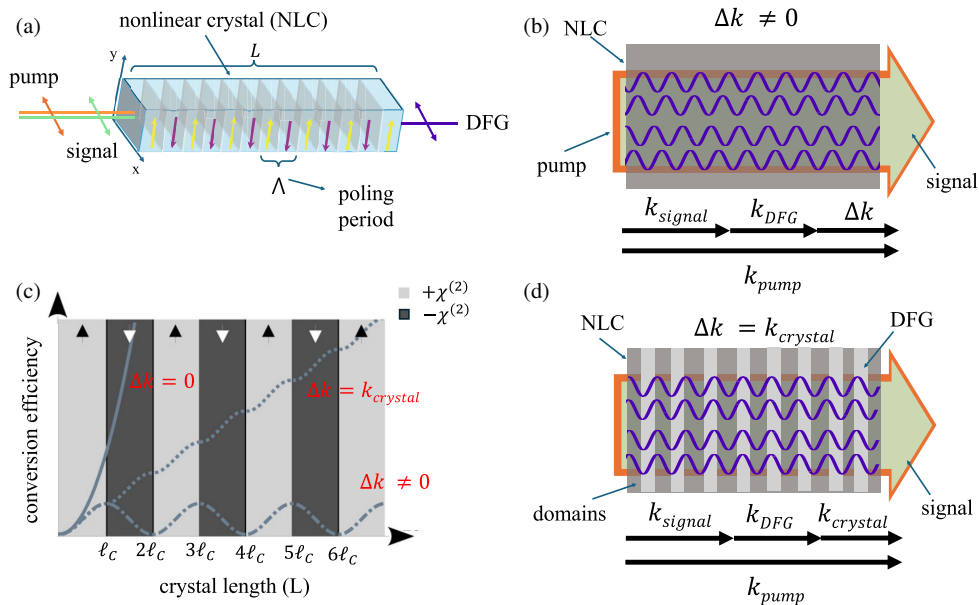 (a)
nonlinear crystal (NLC)
L
y
pump
signal
x
DFG
Λ
poling
period
(b)
Δk ≠ 0
NLC
pump
signal
k_signal k_DFG Δk
k_pump
(c)
+χ^(2)
-χ^(2)
conversion efficiency
Δk = 0
Δk = k_crystal
Δk ≠ 0
ℓ_C 2ℓ_C 3ℓ_C 4ℓ_C 5ℓ_C 6ℓ_C
crystal length (L)
(d)
NLC
Δk = k_crystal
DFG
domains
signal
k_signal k_DFG k_crystal
k_pump